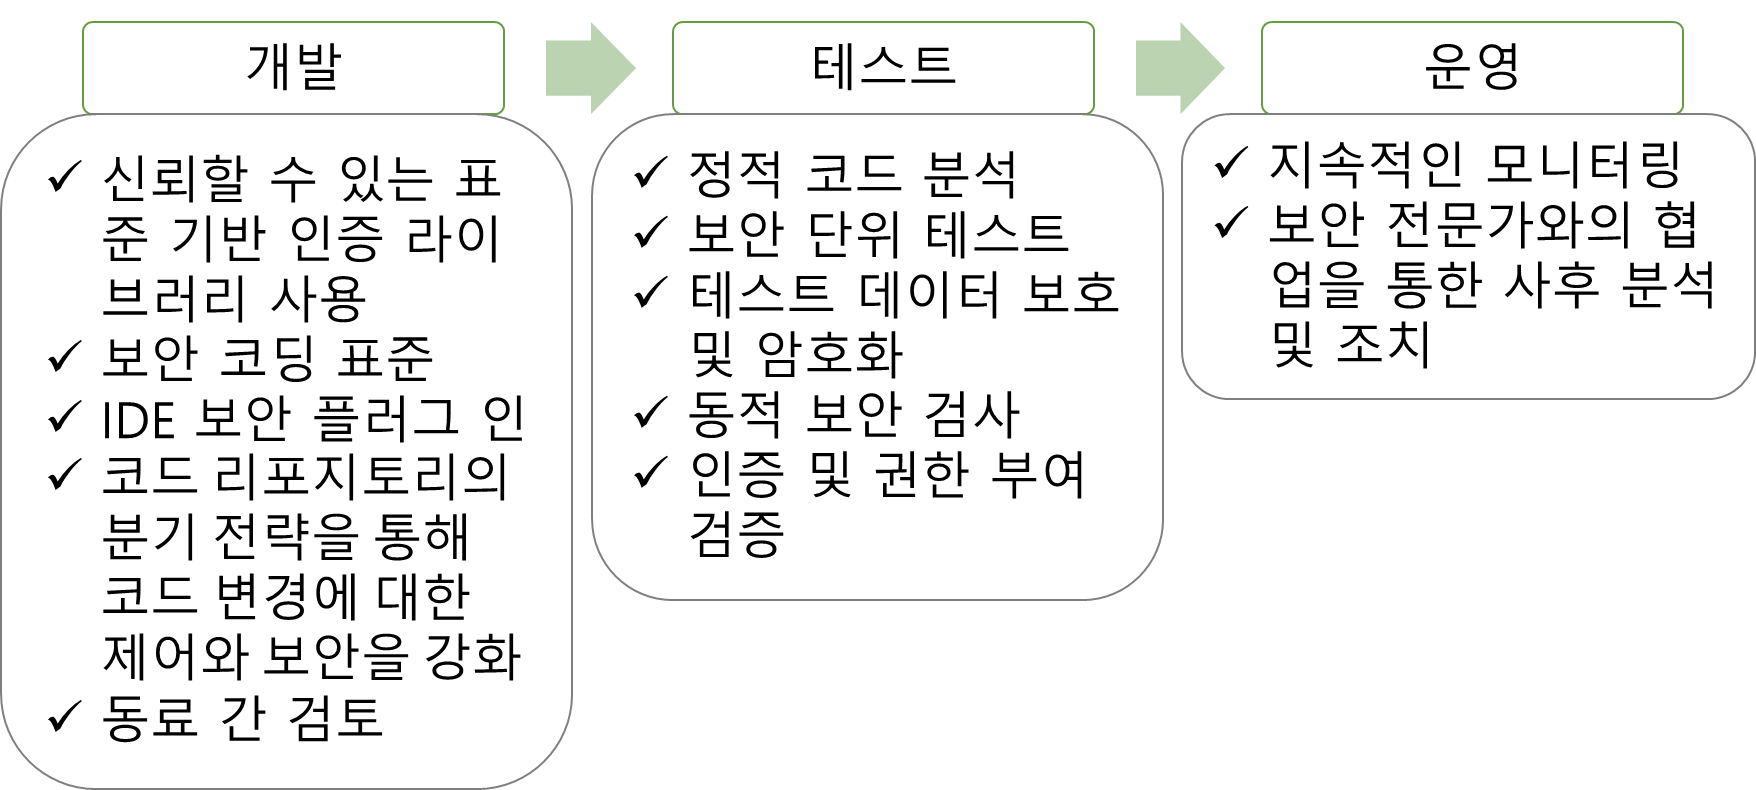 개발
신뢰할 수 있는 표
준 기반 인증 라이
브러리 사용
보안 코딩 표준
IDE 보안 플러그 인
코드 리포지토리의
분기 전략을 통해
코드 변경에 대한
제어와 보안을 강화
동료 간 검토
테스트
정적 코드 분석
보안 단위 테스트
테스트 데이터 보호
및 암호화
동적 보안 검사
인증 및 권한 부여
검증
운영
지속적인 모니터링
보안 전문가와의 협
업을 통한 사후 분석
및 조치